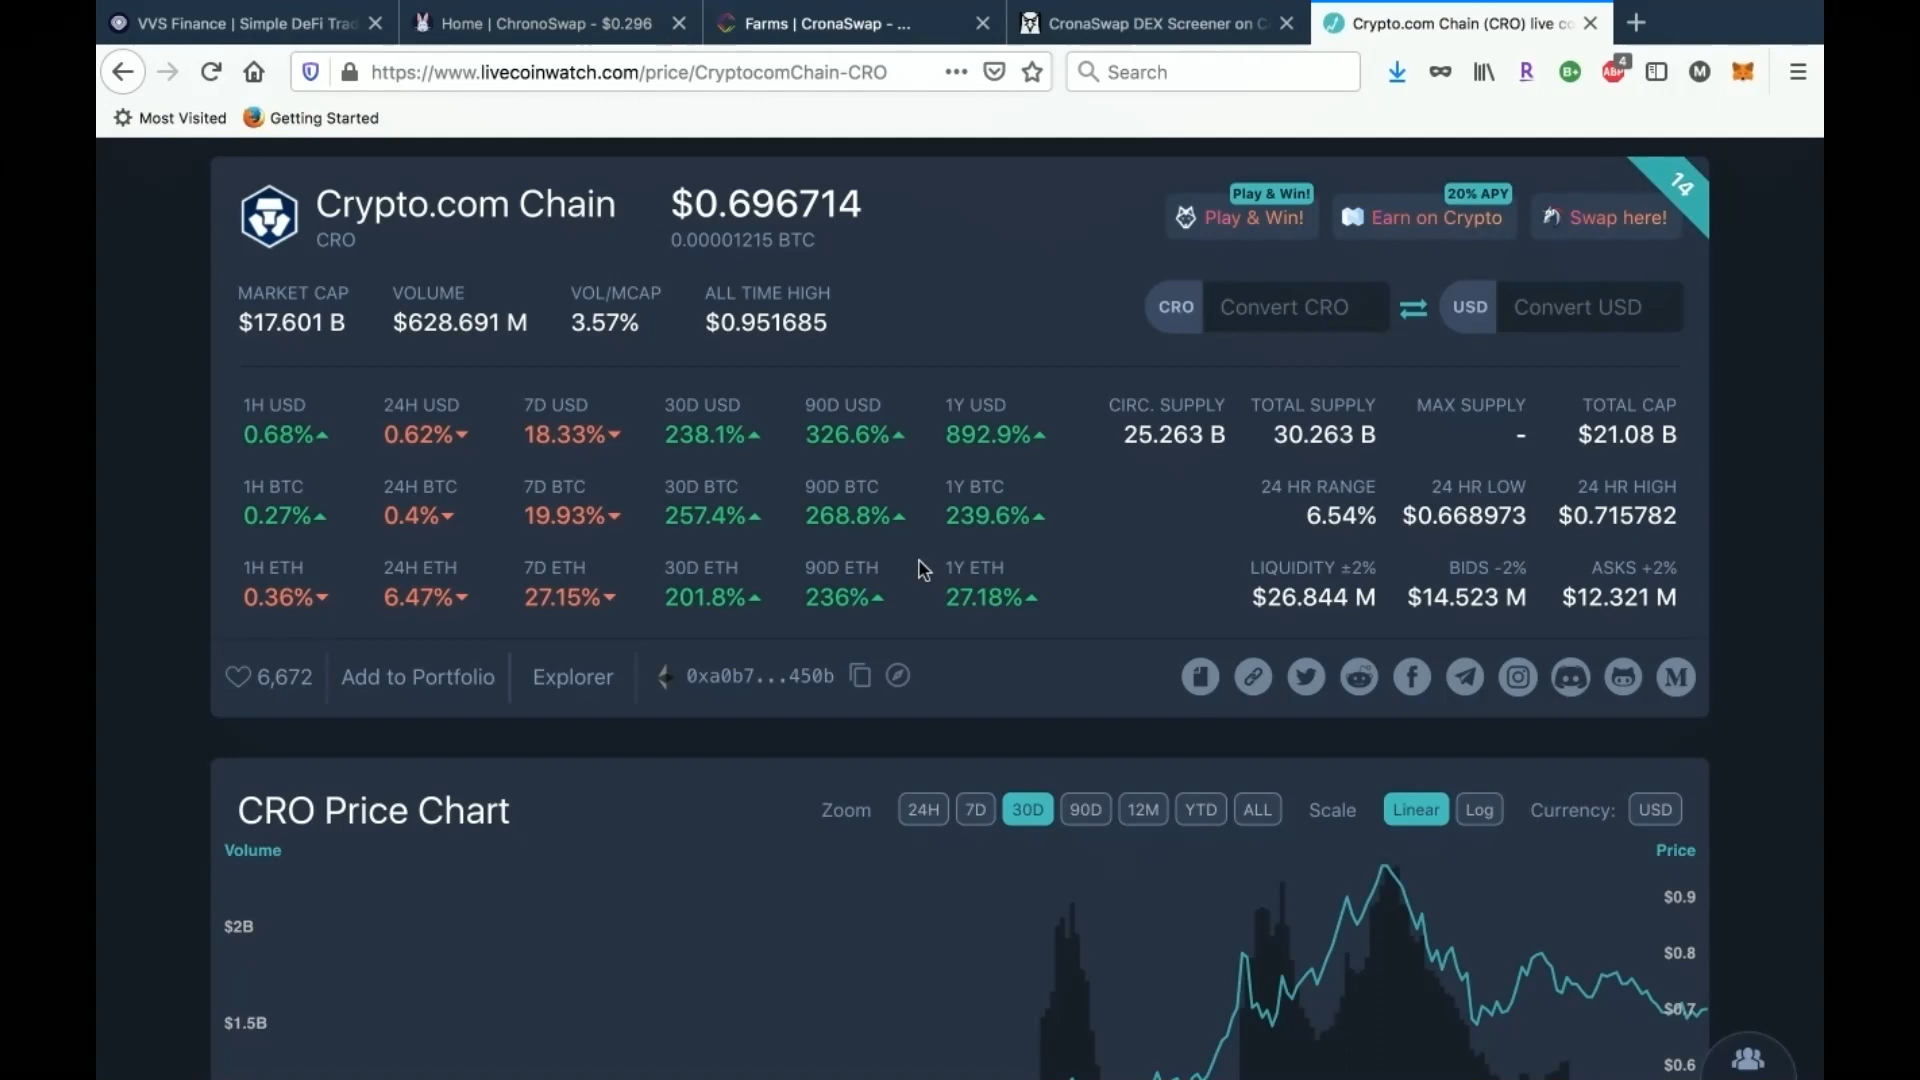 VVS Finance | Simple DeFi Trad
Home | ChronoSwap - $0.296
Farms | CronaSwap - ...
CronaSwap DEX Screener on C
Crypto.com Chain (CRO) live co
https://www.livecoinwatch.com/price/CryptocomChain-CRO
Search
R
B+
ABP
4
M
Most Visited
Getting Started
Crypto.com Chain
CRO
$0.696714
0.00001215 BTC
Play & Win!
Play & Win!
20% APY
Earn on Crypto
Swap here!
14
MARKET CAP VOLUME VOL/MCAP ALL TIME HIGH
$17.601 B $628.691 M 3.57% $0.951685
CRO Convert CRO USD Convert USD
1H USD 24H USD 7D USD 30D USD 90D USD 1Y USD CIRC. SUPPLY TOTAL SUPPLY MAX SUPPLY TOTAL CAP
0.68% 0.62% 18.33% 238.1% 326.6% 892.9% 25.263 B 30.263 B - $21.08 B
1H BTC 24H BTC 7D BTC 30D BTC 90D BTC 1Y BTC 24 HR RANGE 24 HR LOW 24 HR HIGH
0.27% 0.4% 19.93% 257.4% 268.8% 239.6% 6.54% $0.668973 $0.715782
1H ETH 24H ETH 7D ETH 30D ETH 90D ETH 1Y ETH LIQUIDITY ±2% BIDS -2% ASKS +2%
0.36% 6.47% 27.15% 201.8% 236% 27.18% $26.844 M $14.523 M $12.321 M
6,672 Add to Portfolio Explorer 0xa0b7...450b
CRO Price Chart
Zoom 24H 7D 30D 90D 12M YTD ALL Scale Linear Log Currency: USD
Volume
Price
$0.9
$2B
$0.8
$0.7
$1.5B
$0.6